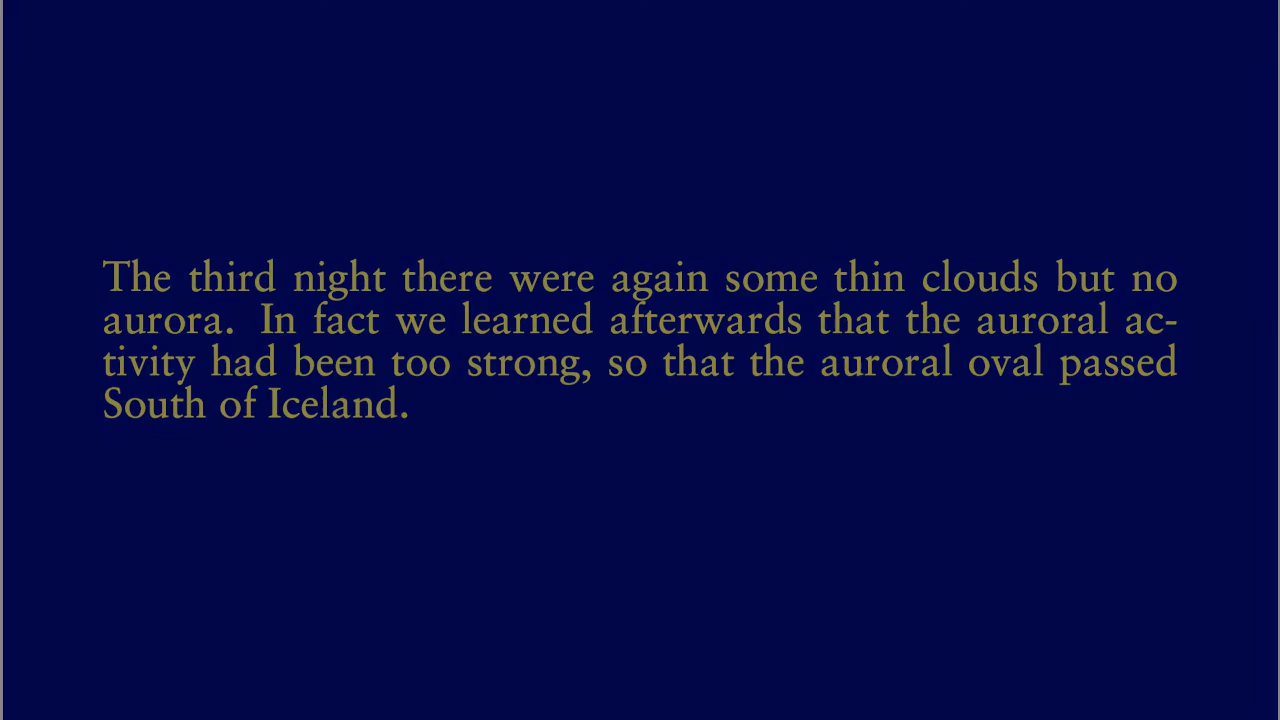 The third night there were again some thin clouds but no
aurora. In fact we learned afterwards that the auroral ac-
tivity had been too strong, so that the auroral oval passed
South of Iceland.